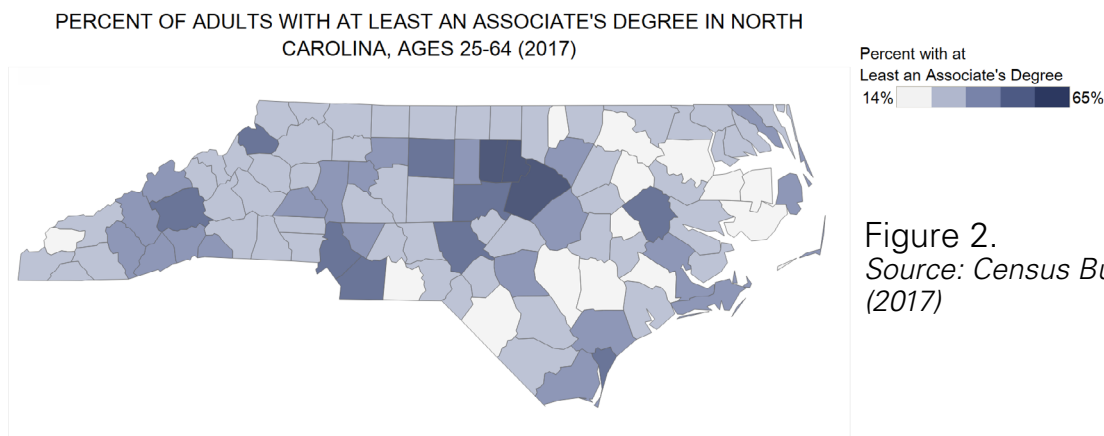 PERCENT OF ADULTS WITH AT LEAST AN ASSOCIATE'S DEGREE IN NORTH
CAROLINA, AGES 25-64 (2017)
Percent with at
Least an Associate's Degree
14% 65%
Figure 2.
Source: Census
(2017)